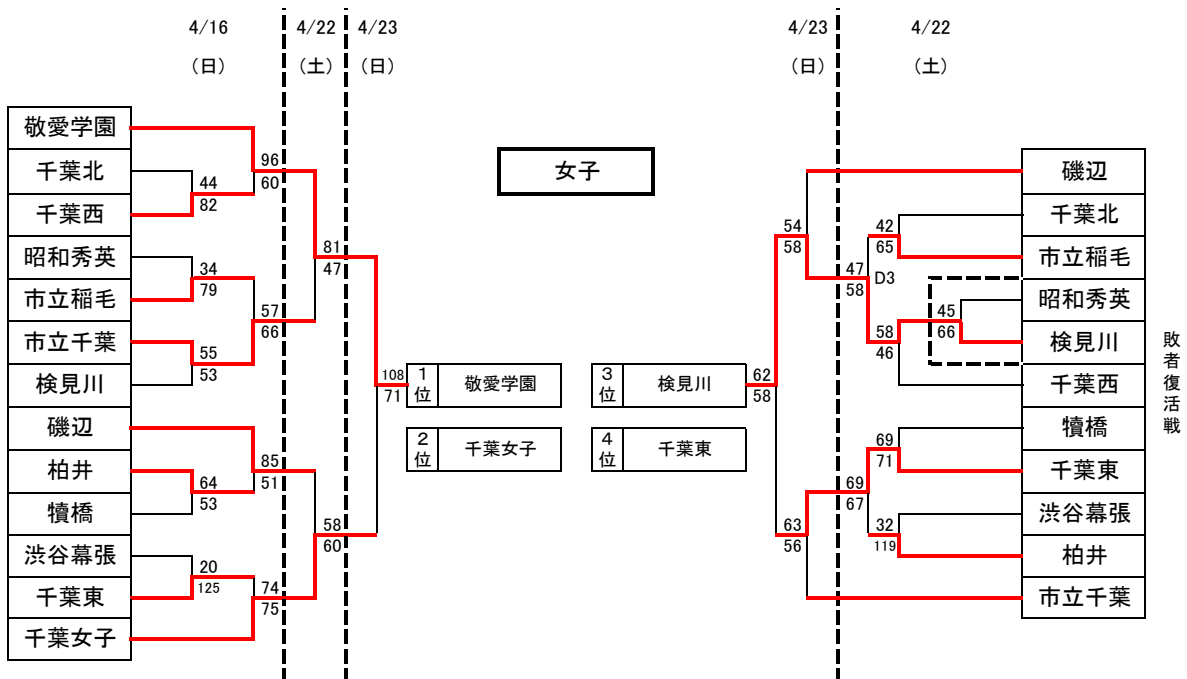 4/16
4/22
4/23
4/23
4/22
(日)
(土)
(日)
(日)
(土)
女子
敬愛学園
千葉北
千葉西
昭和秀英
市立稲毛
市立千葉
検見川
磯辺
柏井
犢橋
渋谷幕張
千葉東
千葉女子
96
60
44
82
34
79
57
66
55
53
85
51
64
53
20
125
74
75
81
47
58
60
108
71
1位
敬愛学園
2位
千葉女子
3位
検見川
4位
千葉東
62
58
54
58
63
56
47
D3
58
69
67
42
65
58
46
45
66
69
71
32
119
磯辺
千葉北
市立稲毛
昭和秀英
検見川
千葉西
犢橋
千葉東
渋谷幕張
柏井
市立千葉
敗者復活戦